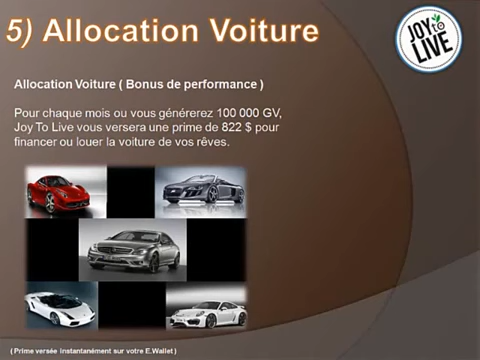 5) Allocation Voiture
JOY to
LIVE
Allocation Voiture ( Bonus de performance )
Pour chaque mois ou vous générerez 100 000 GV,
Joy To Live vous versera une prime de 822 $ pour
financer ou louer la voiture de vos rêves.
( Prime versée instantanément sur votre E.Wallet )